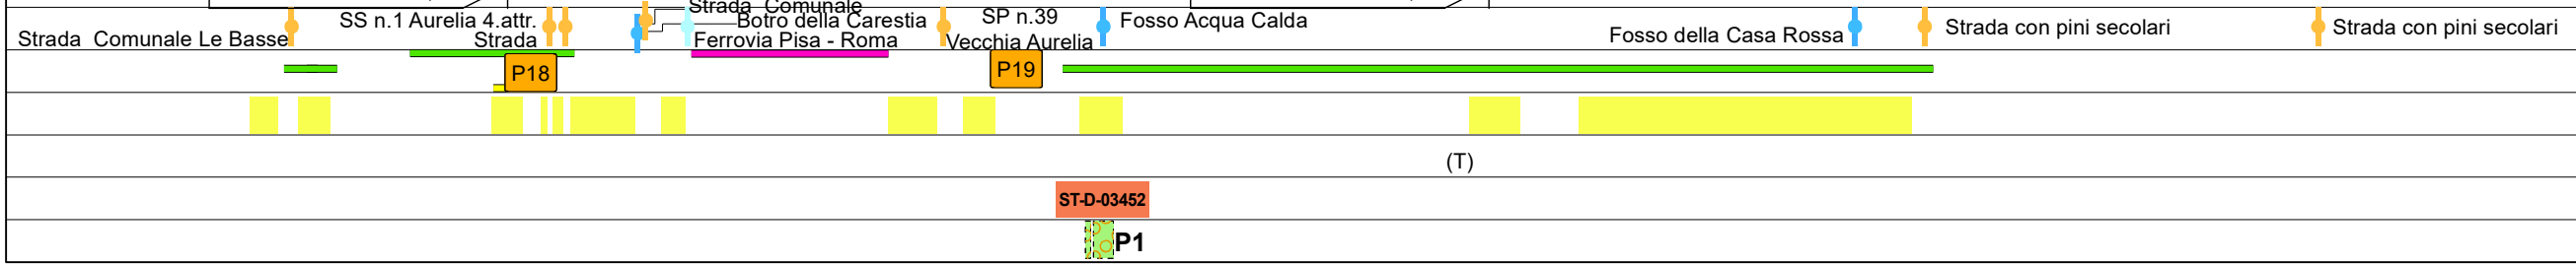 Strada Comunale
SS n.1 Aurelia 4.attr.
Botro della Carestia
SP n.39
Fosso Acqua Calda
Strada con pini secolari
Strada con pini secolari
Strada Comunale Le Basse
Strada
Ferrovia Pisa - Roma
Vecchia Aurelia
Fosso della Casa Rossa
P18
P19
(T)
ST-D-03452
P1